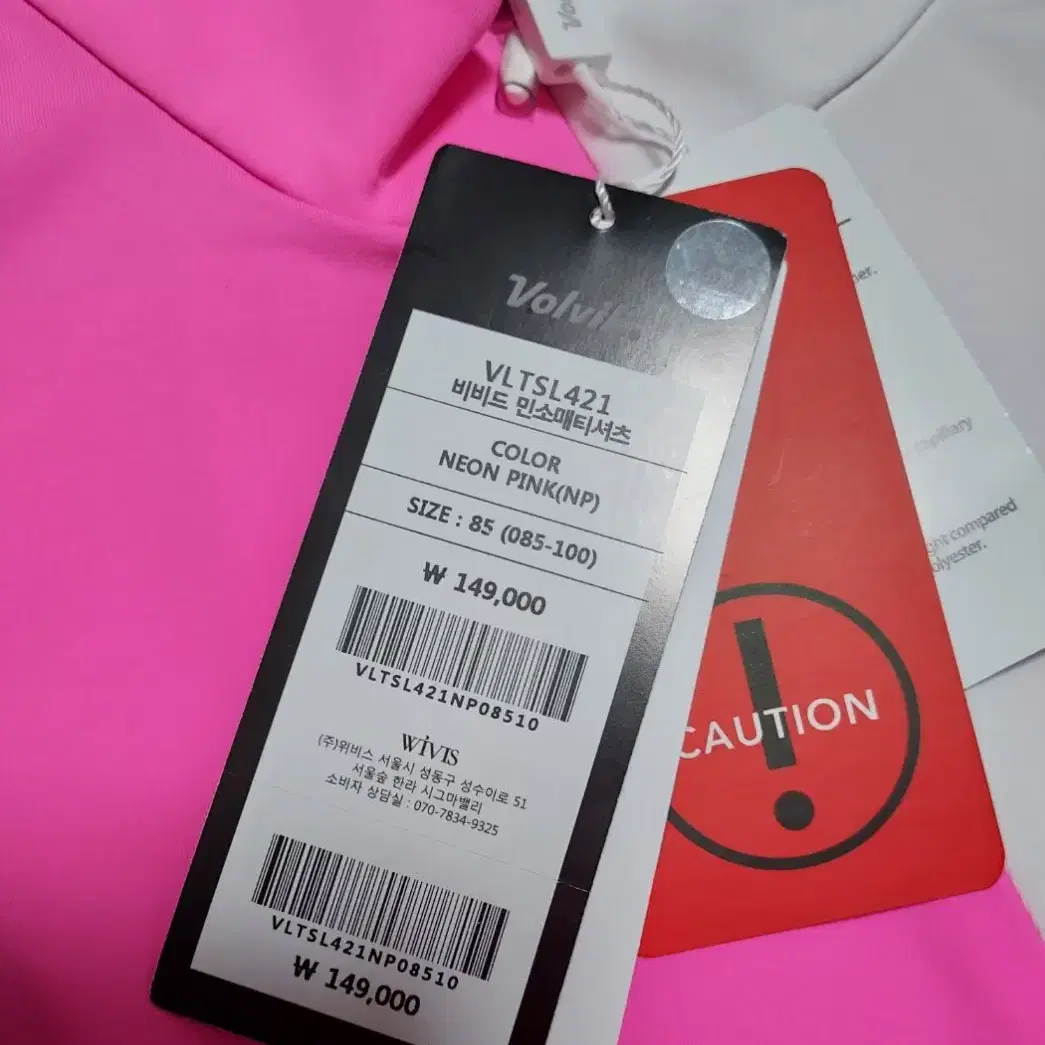 VLTSL421
비비드 민소매티셔츠
COLOR
NEON PINK(NP)
SIZE : 85 (085-100)
₩ 149,000
VLTSL421NP08510
WIVIS
(주)위비스 서울시 성동구 성수이로 51
서울숲 한라 시그마밸리
소비자 상담실 : 070-7834-9325
VLTSL421NP08510
₩ 149,000
CAUTION
compared